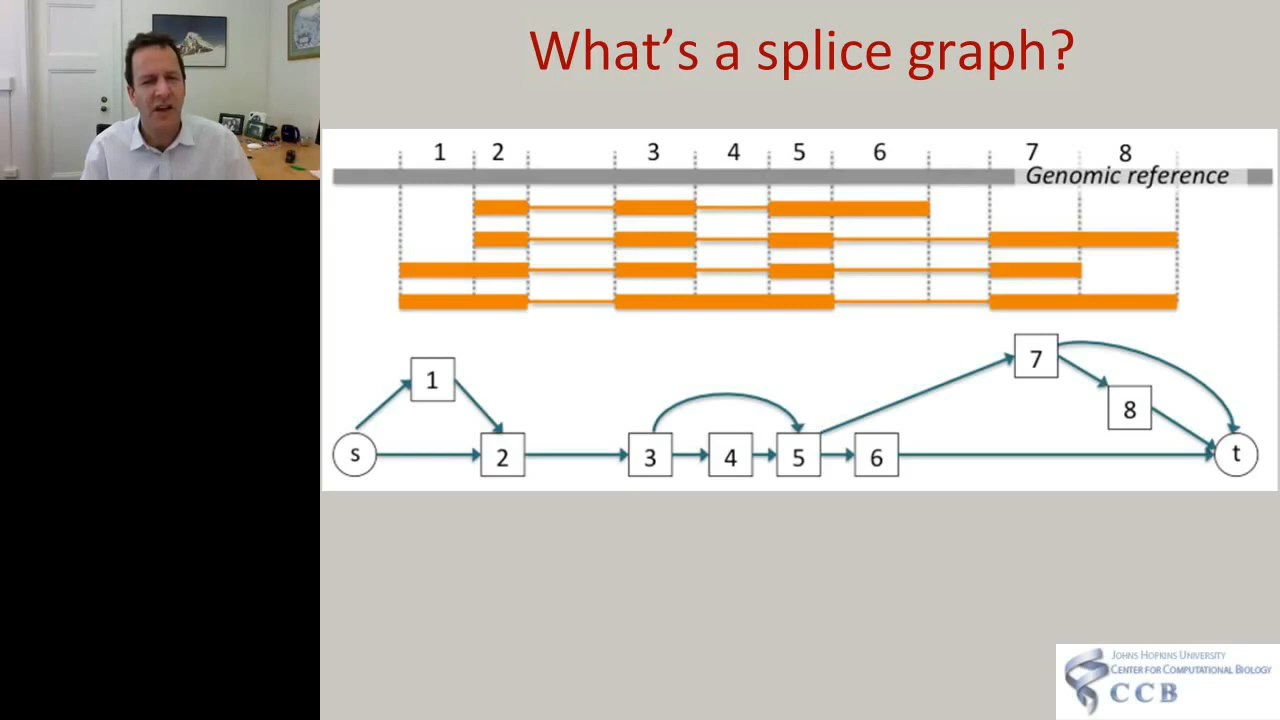 What's a splice graph?
1 2 3 4 5 6 7 8
Genomic reference
7
1
8
s 2 3 4 5 6 t
JOHNS HOPKINS UNIVERSITY
CENTER FOR COMPUTATIONAL BIOLOGY
CCB